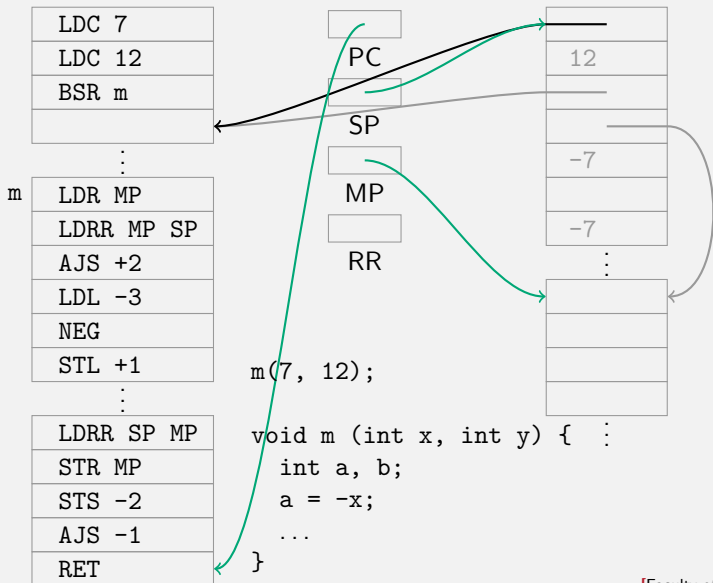 LDC 7
LDC 12
BSR m
⋮
m
LDR MP
LDRR MP SP
AJS +2
LDL -3
NEG
STL +1
⋮
LDRR SP MP
STR MP
STS -2
AJS -1
RET
PC
SP
MP
RR
m(7, 12);
void m (int x, int y) {
int a, b;
a = -x;
...
}
12
-7
-7
⋮
⋮